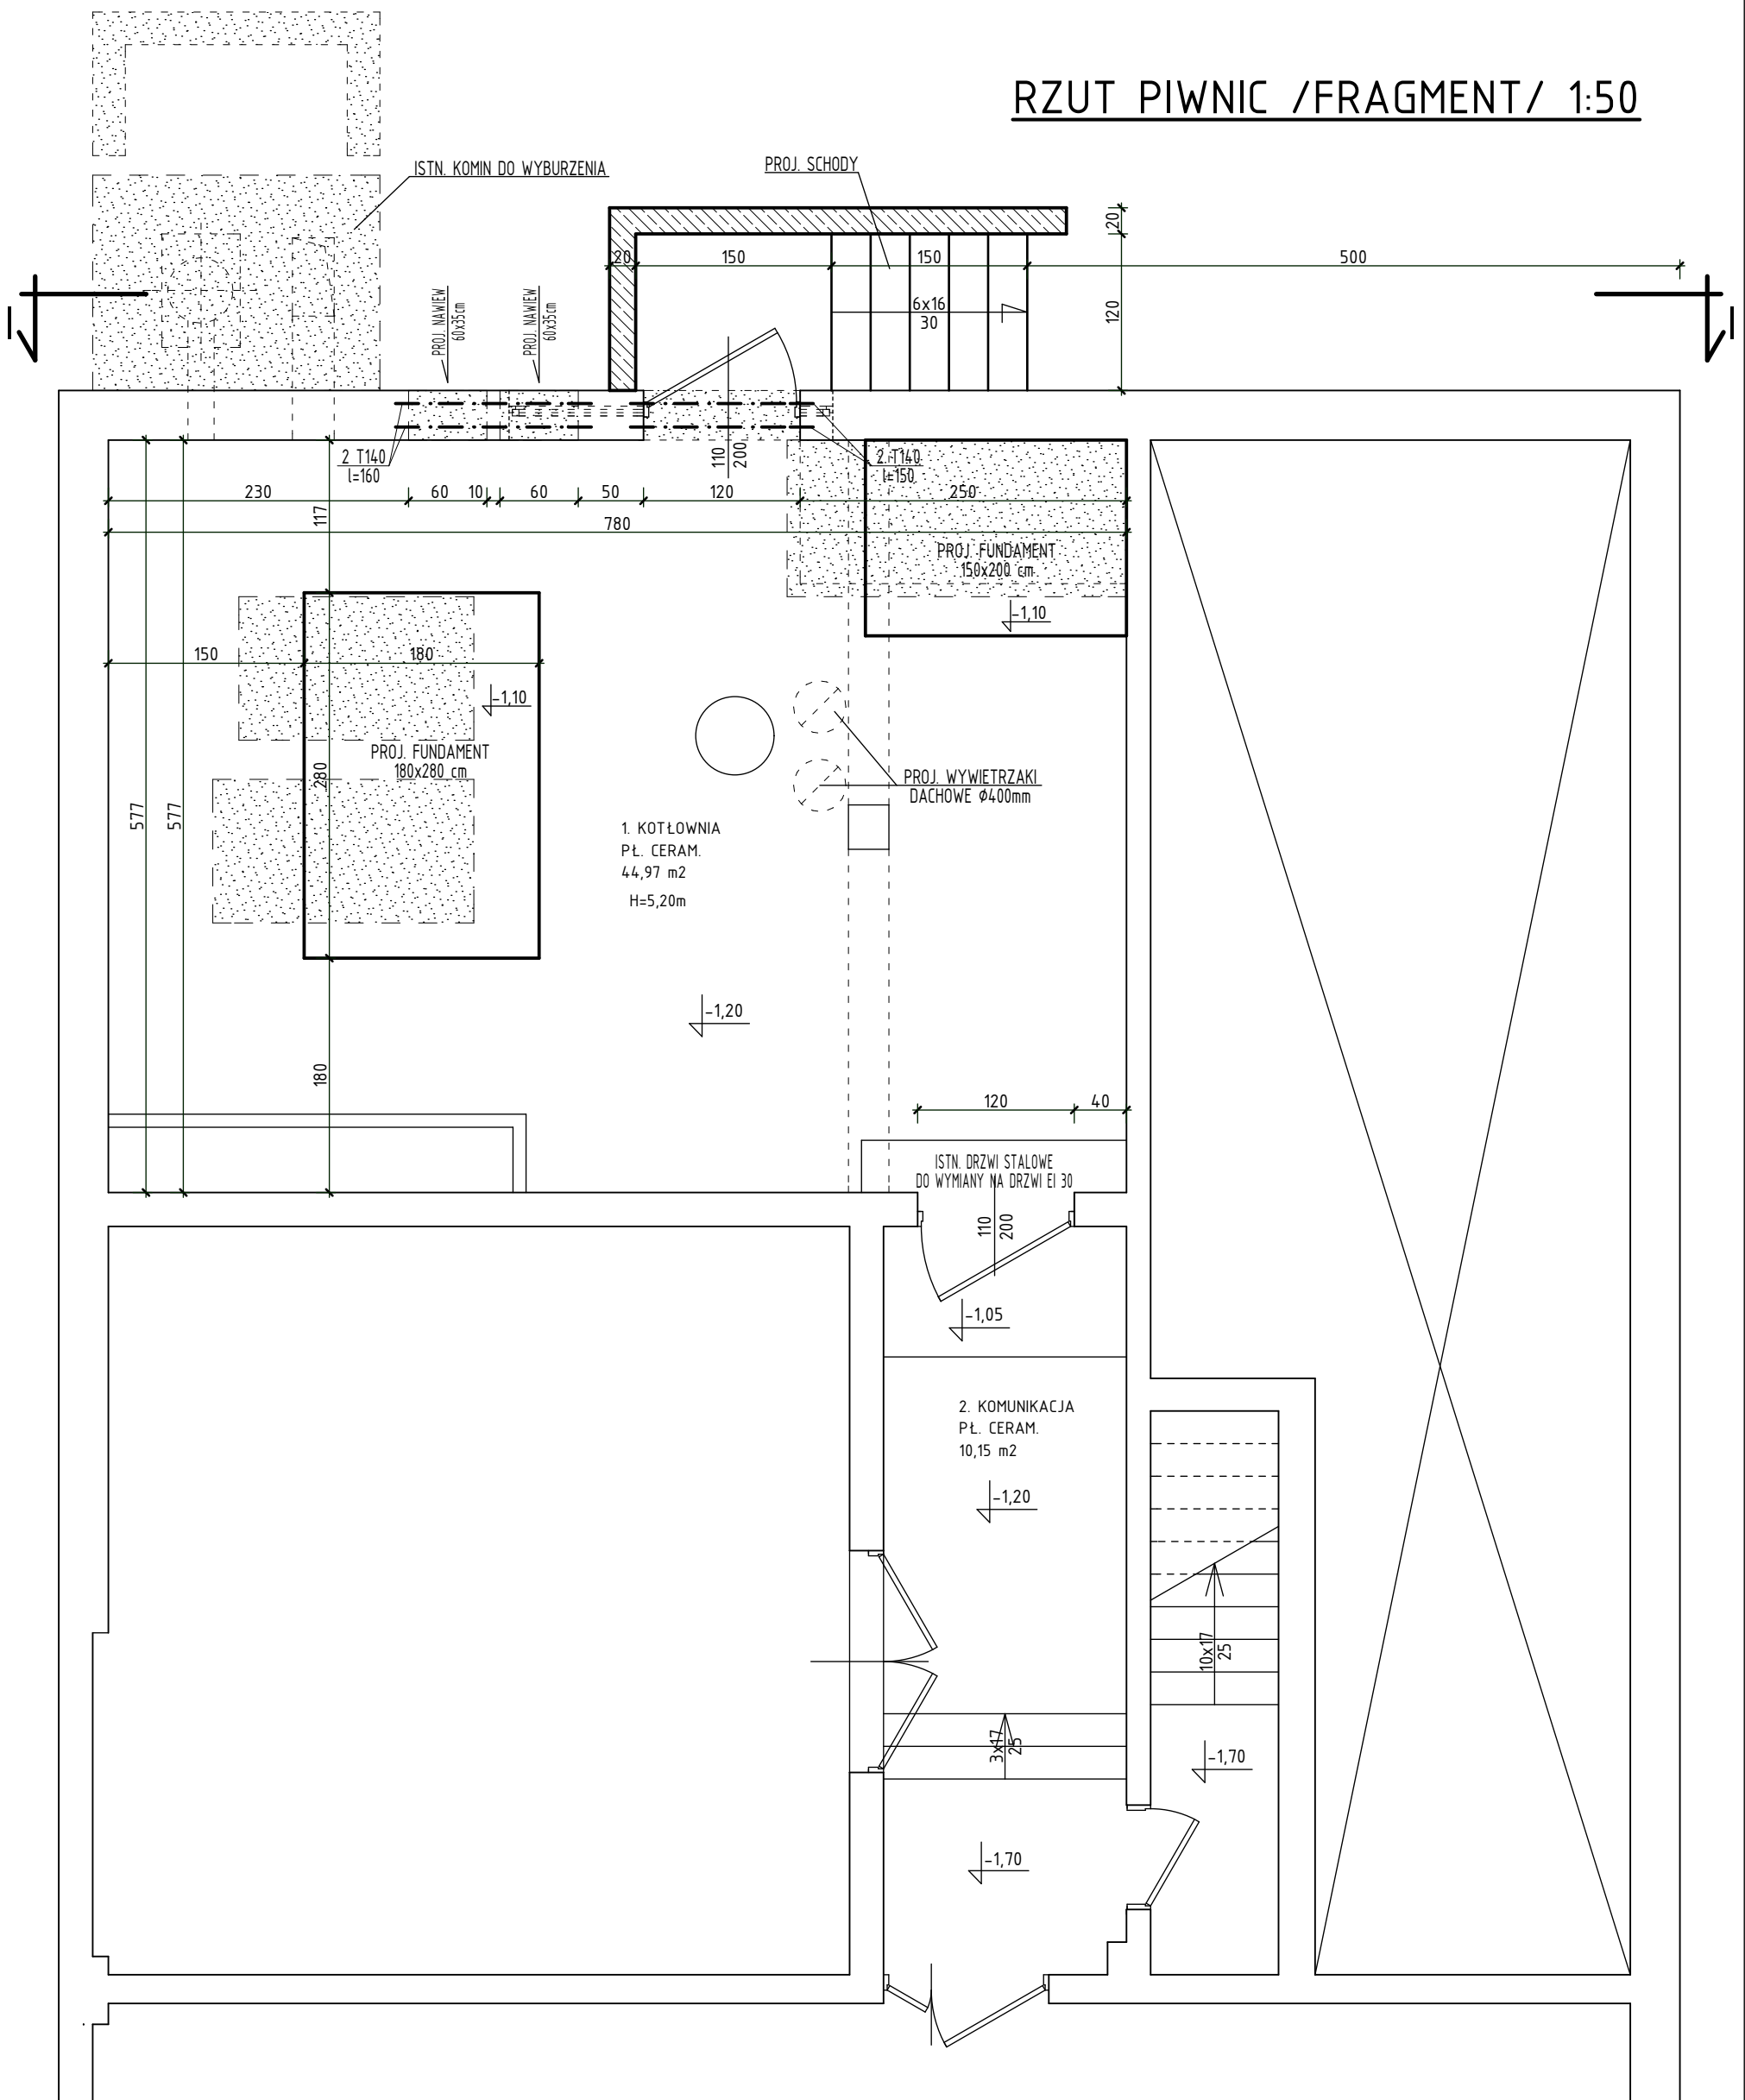 RZUT PIWNIC /FRAGMENT/ 1:50
ISTN. KOMIN DO WYBURZENIA
PROJ. SCHODY
20
20
150
150
500
6x16
30
120
PROJ. NAWIEW
60x35cm
PROJ. NAWIEW
60x35cm
I
I
2 T140
l=160
110
200
2 T140
l=150
230
60
10
60
50
120
250
117
780
PROJ. FUNDAMENT
150x200 cm
-1,10
150
180
-1,10
PROJ. FUNDAMENT
180x280 cm
280
577
577
PROJ. WYWIETRZAKI
DACHOWE Ø400mm
1. KOTŁOWNIA
PŁ. CERAM.
44,97 m2
H=5,20m
-1,20
180
120
40
ISTN. DRZWI STALOWE
DO WYMIANY NA DRZWI EI 30
110
200
-1,05
2. KOMUNIKACJA
PŁ. CERAM.
10,15 m2
-1,20
10x17
25
3x17
25
-1,70
-1,70